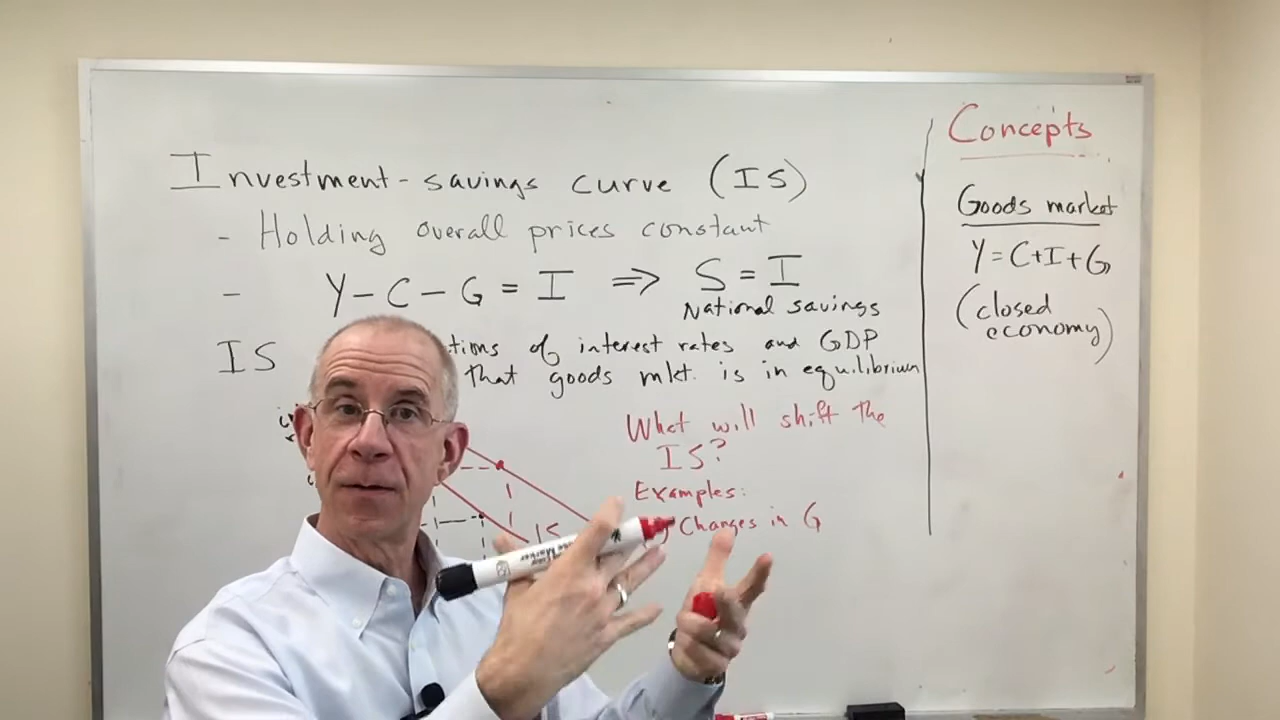 Investment-savings curve (IS)
- Holding overall prices constant
- Y-C-G = I ⇒ S = I
National savings
IS tions of interest rates and GDP
that goods mkt. is in equilibrium
What will shift the
IS?
Examples:
Changes in G
IS
Concepts
Goods market
Y=C+I+G
(closed
economy)